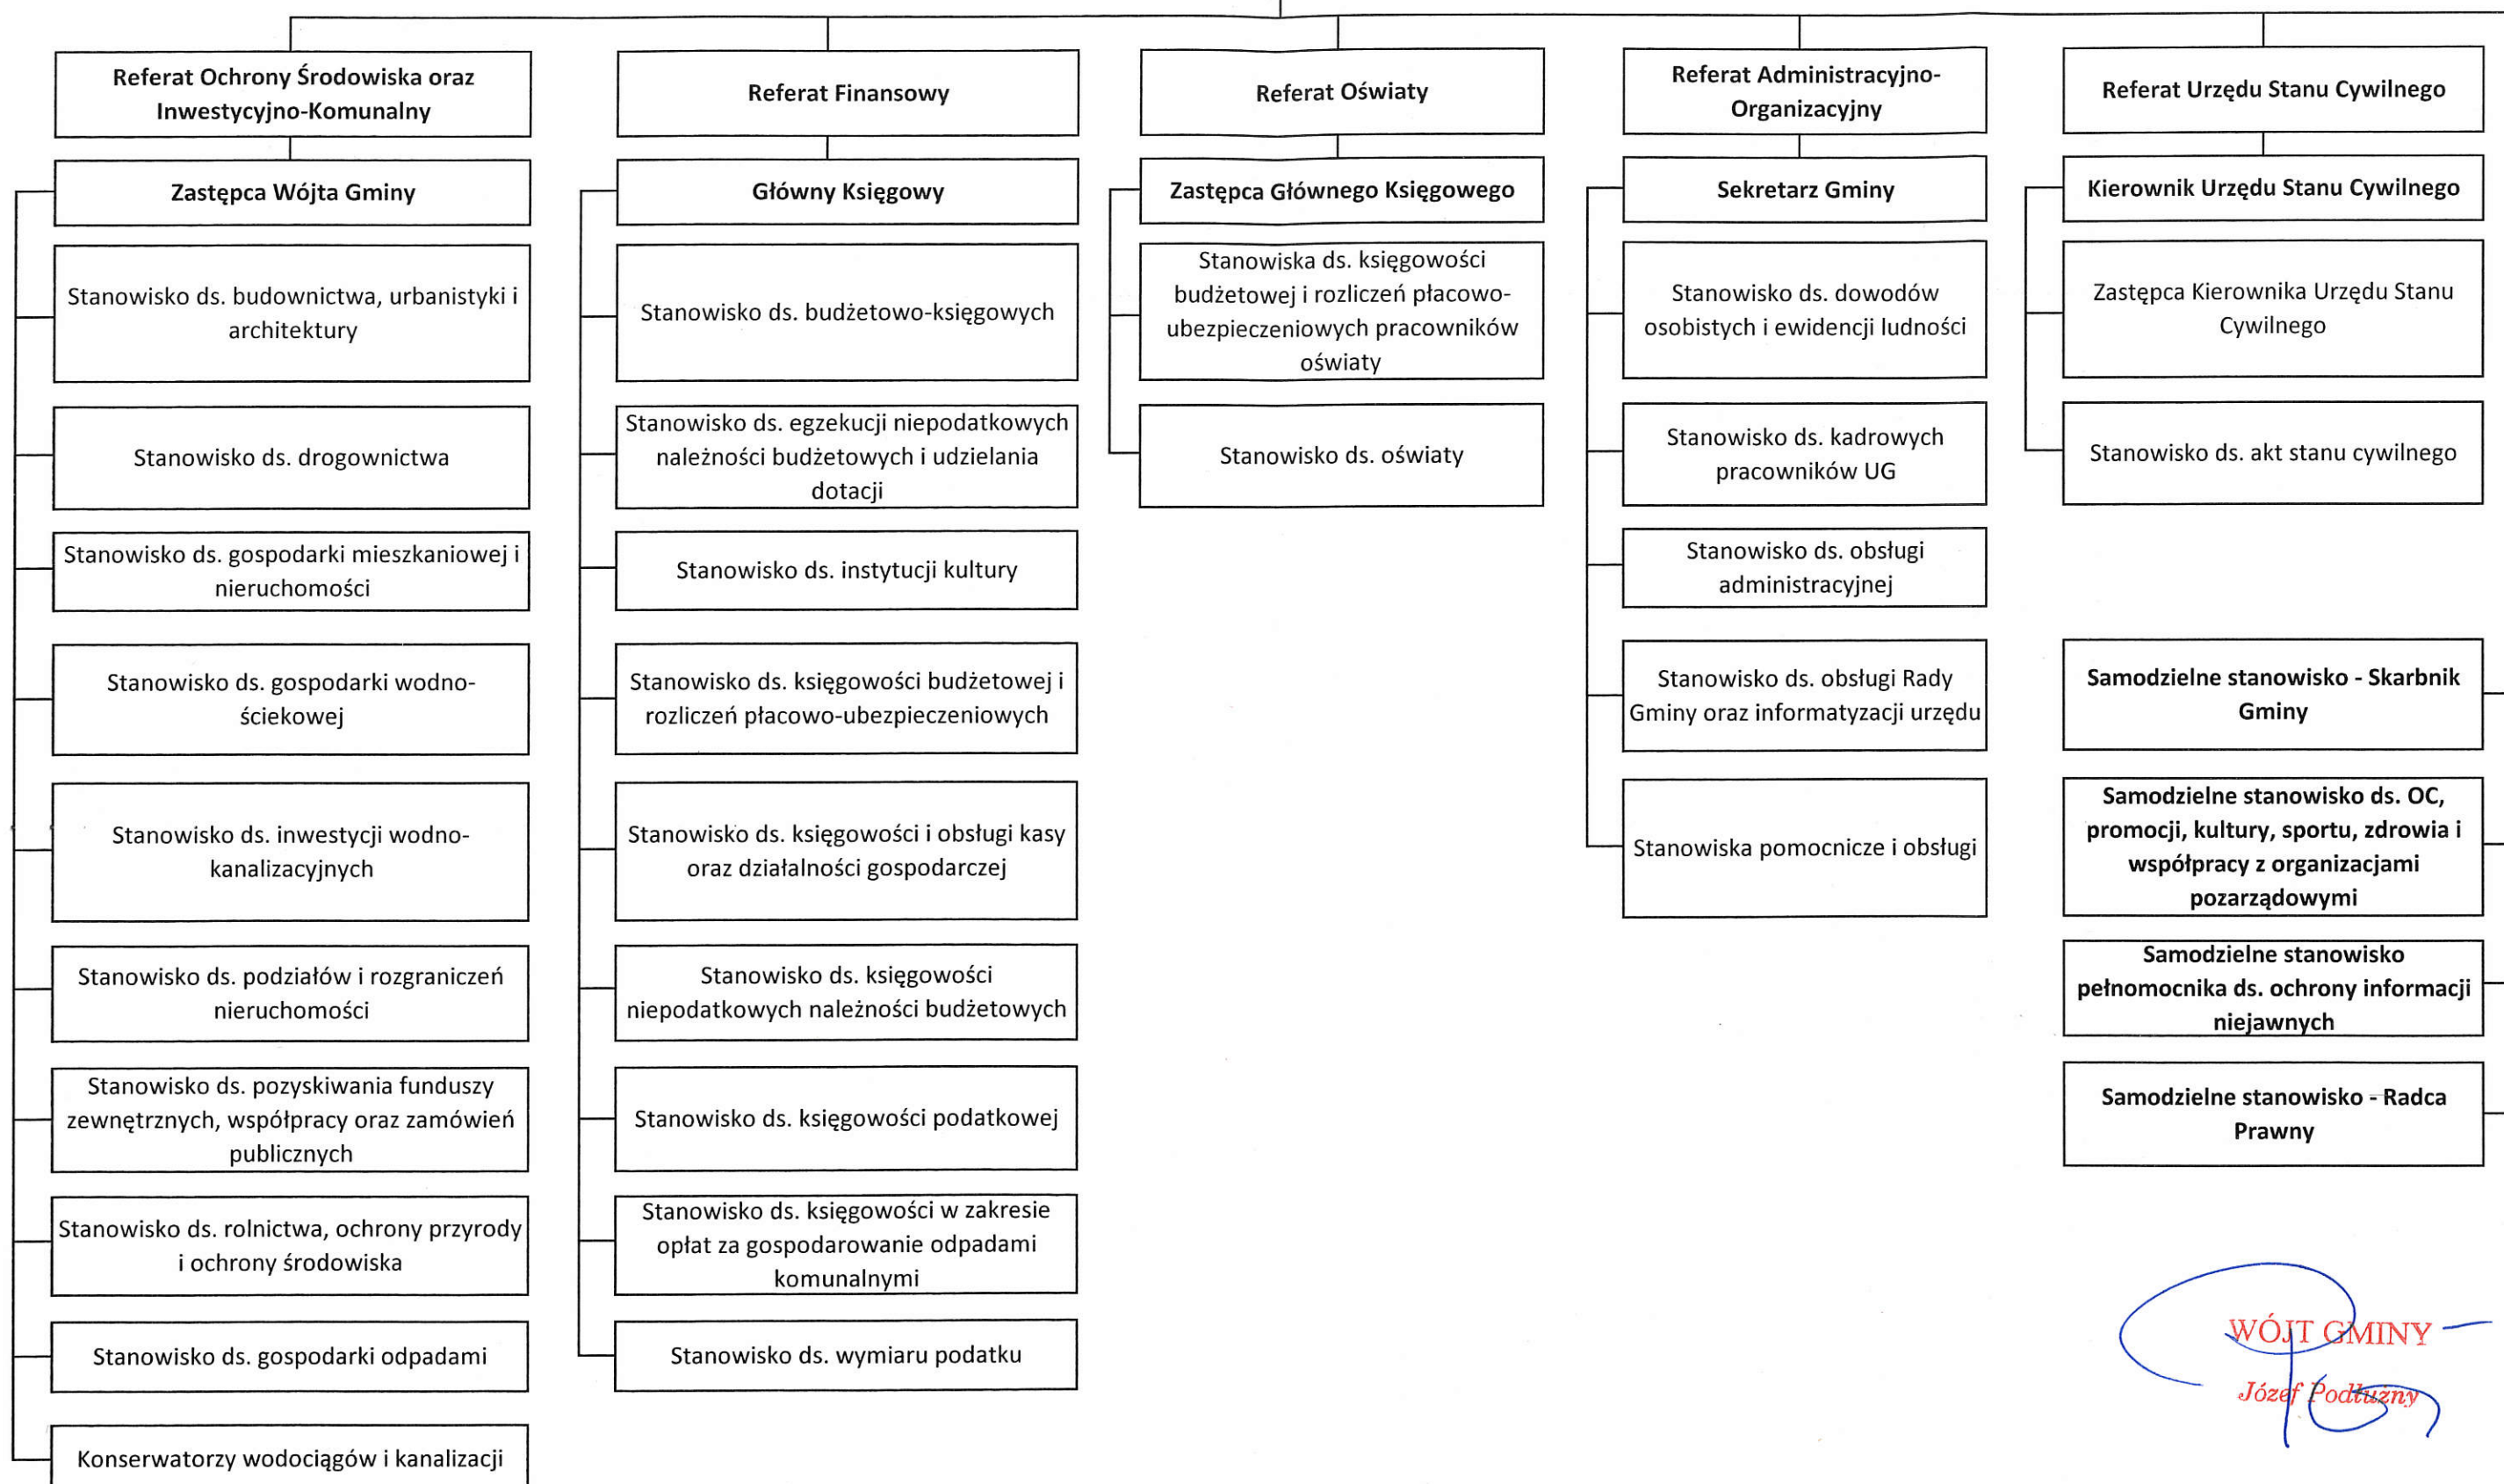 Referat Ochrony Środowiska oraz
Inwestycyjno-Komunalny
Zastępca Wójta Gminy
Stanowisko ds. budownictwa, urbanistyki i
architektury
Stanowisko ds. drogownictwa
Stanowisko ds. gospodarki mieszkaniowej i
nieruchomości
Stanowisko ds. gospodarki wodno-
ściekowej
Stanowisko ds. inwestycji wodno-
kanalizacyjnych
Stanowisko ds. podziałów i rozgraniczeń
nieruchomości
Stanowisko ds. pozyskiwania funduszy
zewnętrznych, współpracy oraz zamówień
publicznych
Stanowisko ds. rolnictwa, ochrony przyrody
i ochrony środowiska
Stanowisko ds. gospodarki odpadami
Konserwatorzy wodociągów i kanalizacji
Referat Finansowy
Główny Księgowy
Stanowisko ds. budżetowo-księgowych
Stanowisko ds. egzekucji niepodatkowych
należności budżetowych i udzielania
dotacji
Stanowisko ds. instytucji kultury
Stanowisko ds. księgowości budżetowej i
rozliczeń płacowo-ubezpieczeniowych
Stanowisko ds. księgowości i obsługi kasy
oraz działalności gospodarczej
Stanowisko ds. księgowości
niepodatkowych należności budżetowych
Stanowisko ds. księgowości podatkowej
Stanowisko ds. księgowości w zakresie
opłat za gospodarowanie odpadami
komunalnymi
Stanowisko ds. wymiaru podatku
Referat Oświaty
Zastępca Głównego Księgowego
Stanowiska ds. księgowości
budżetowej i rozliczeń płacowo-
ubezpieczeniowych pracowników
oświaty
Stanowisko ds. oświaty
Referat Administracyjno-
Organizacyjny
Sekretarz Gminy
Stanowisko ds. dowodów
osobistych i ewidencji ludności
Stanowisko ds. kadrowych
pracowników UG
Stanowisko ds. obsługi
administracyjnej
Stanowisko ds. obsługi Rady
Gminy oraz informatyzacji urzędu
Stanowiska pomocnicze i obsługi
Referat Urzędu Stanu Cywilnego
Kierownik Urzędu Stanu Cywilnego
Zastępca Kierownika Urzędu Stanu
Cywilnego
Stanowisko ds. akt stanu cywilnego
Samodzielne stanowisko - Skarbnik
Gminy
Samodzielne stanowisko ds. OC,
promocji, kultury, sportu, zdrowia i
współpracy z organizacjami
pozarządowymi
Samodzielne stanowisko
pełnomocnika ds. ochrony informacji
niejawnych
Samodzielne stanowisko - Radca
Prawny
WÓJT GMINY
Józef Podłużny